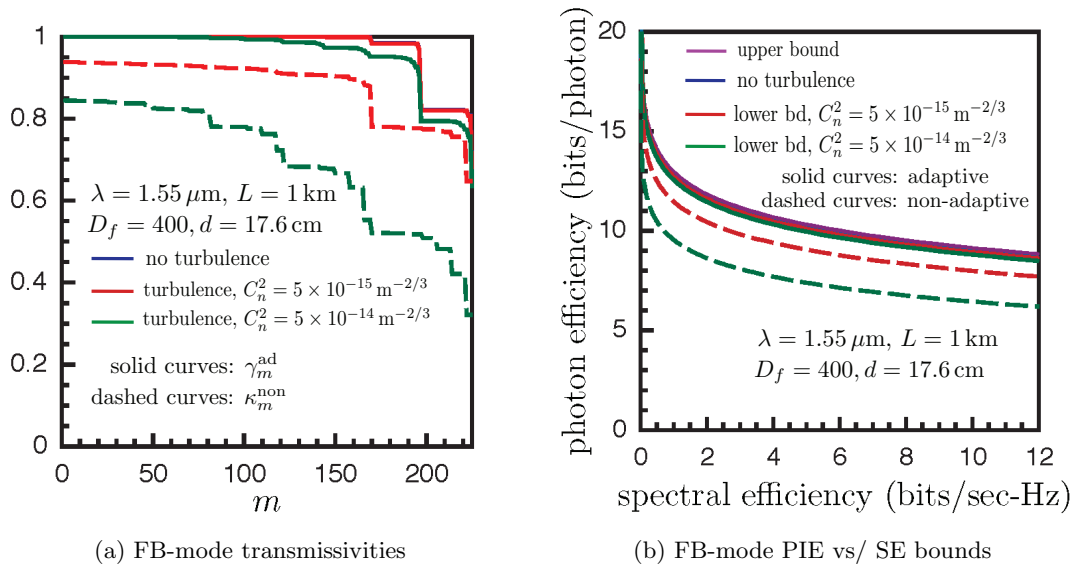 1
0.8
0.6
0.4
0.2
0
0 50 100 150 200
m
λ = 1.55 μm, L = 1 km
D_f = 400, d = 17.6 cm
no turbulence
turbulence, C_n^2 = 5 × 10^{-15} m^{-2/3}
turbulence, C_n^2 = 5 × 10^{-14} m^{-2/3}
solid curves: γ_m^{ad}
dashed curves: κ_m^{non}
(a) FB-mode transmissivities
photon efficiency (bits/photon)
20
15
10
5
0
0 2 4 6 8 10 12
spectral efficiency (bits/sec-Hz)
upper bound
no turbulence
lower bd, C_n^2 = 5 × 10^{-15} m^{-2/3}
lower bd, C_n^2 = 5 × 10^{-14} m^{-2/3}
solid curves: adaptive
dashed curves: non-adaptive
λ = 1.55 μm, L = 1 km
D_f = 400, d = 17.6 cm
(b) FB-mode PIE vs/ SE bounds